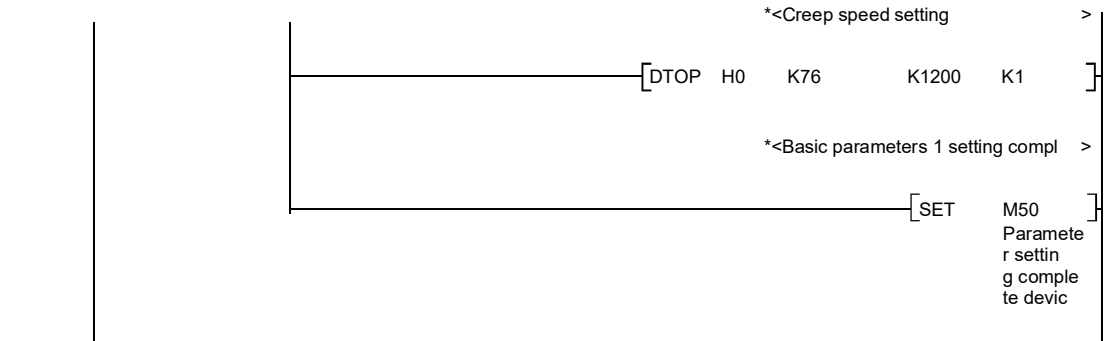 *<Creep speed setting >
[DTOP H0 K76 K1200 K1 ]
*<Basic parameters 1 setting compl >
[SET M50 ]
Paramete
r settin
g comple
te devic